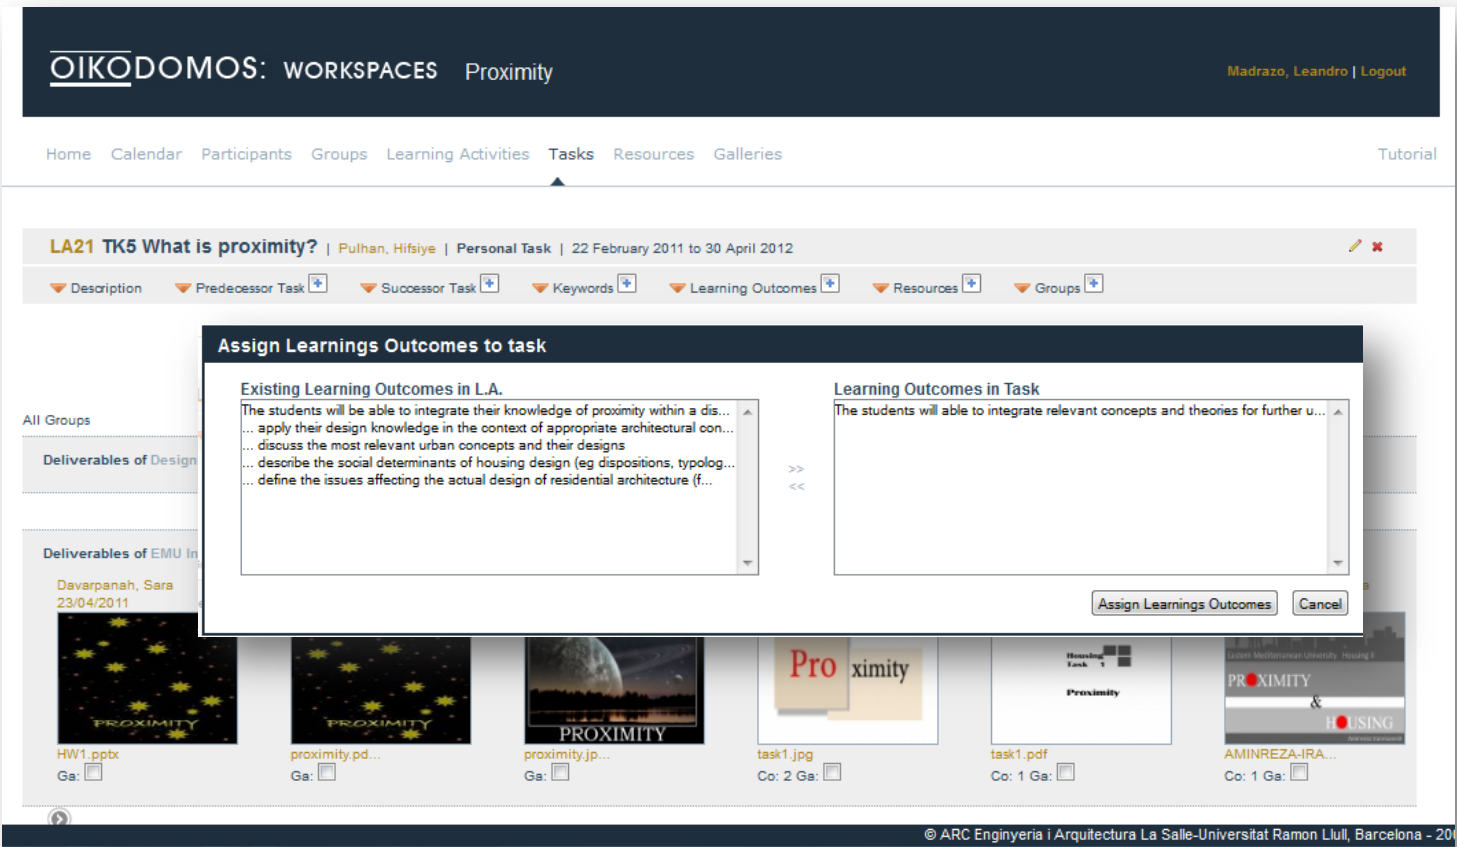 OIKODOMOS: WORKSPACES Proximity
Madrazo, Leandro | Logout
Home Calendar Participants Groups Learning Activities Tasks Resources Galleries Tutorial
LA21 TK5 What is proximity? | Pulhan, Hifsiye | Personal Task | 22 February 2011 to 30 April 2012
Description Predecessor Task Successor Task Keywords Learning Outcomes Resources Groups
Assign Learnings Outcomes to task
Existing Learning Outcomes in L.A.
The students will be able to integrate their knowledge of proximity within a dis...
... apply their design knowledge in the context of appropriate architectural con...
... discuss the most relevant urban concepts and their designs
... describe the social determinants of housing design (eg dispositions, typolog...
... define the issues affecting the actual design of residential architecture (f...
>>
<<
Learning Outcomes in Task
The students will able to integrate relevant concepts and theories for further u...
Assign Learnings Outcomes Cancel
All Groups
Deliverables of Design
Deliverables of EMU In
Davarpanah, Sara
23/04/2011
PROXIMITY
HW1.pptx
Ga:
PROXIMITY
proximity.pd...
Ga:
PROXIMITY
proximity.jp...
Ga:
Pro ximity
task1.jpg
Co: 2 Ga:
Housing
Task 1
Proximity
task1.pdf
Co: 1 Ga:
Eastern Mediterranean University Housing II
PROXIMITY
&
HOUSING
AMINREZA-IRA...
Co: 1 Ga:
© ARC Enginyeria i Arquitectura La Salle-Universitat Ramon Llull, Barcelona - 200